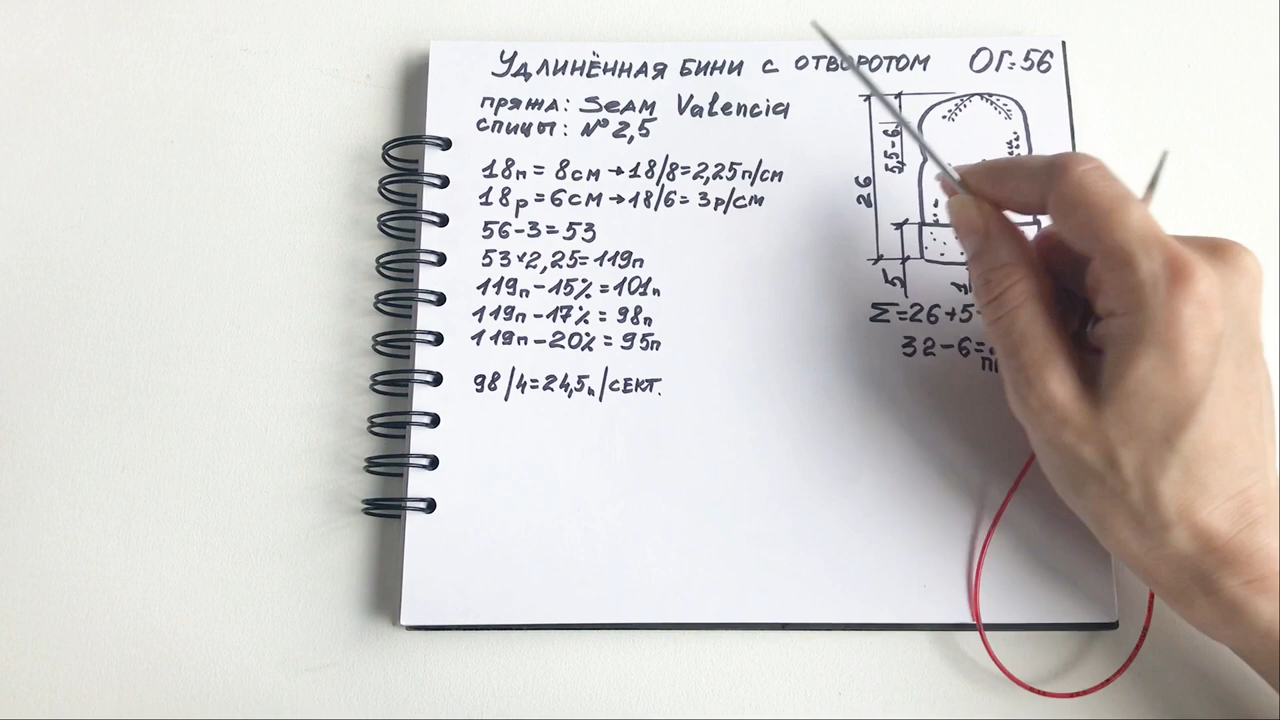 Удлинённая бини с отворотом ОГ=56
пряжа: Seam Valencia
спицы: №2,5
18п = 8см → 18/8=2,25п/см
18р = 6см → 18/6= 3р/см
56-3=53
53×2,25=119п
119п-15% = 101п
119п-17% = 98п
119п-20% = 95п
98/4=24,5п/сект.
5,5-6
26
5
Σ=26+5
32-6=